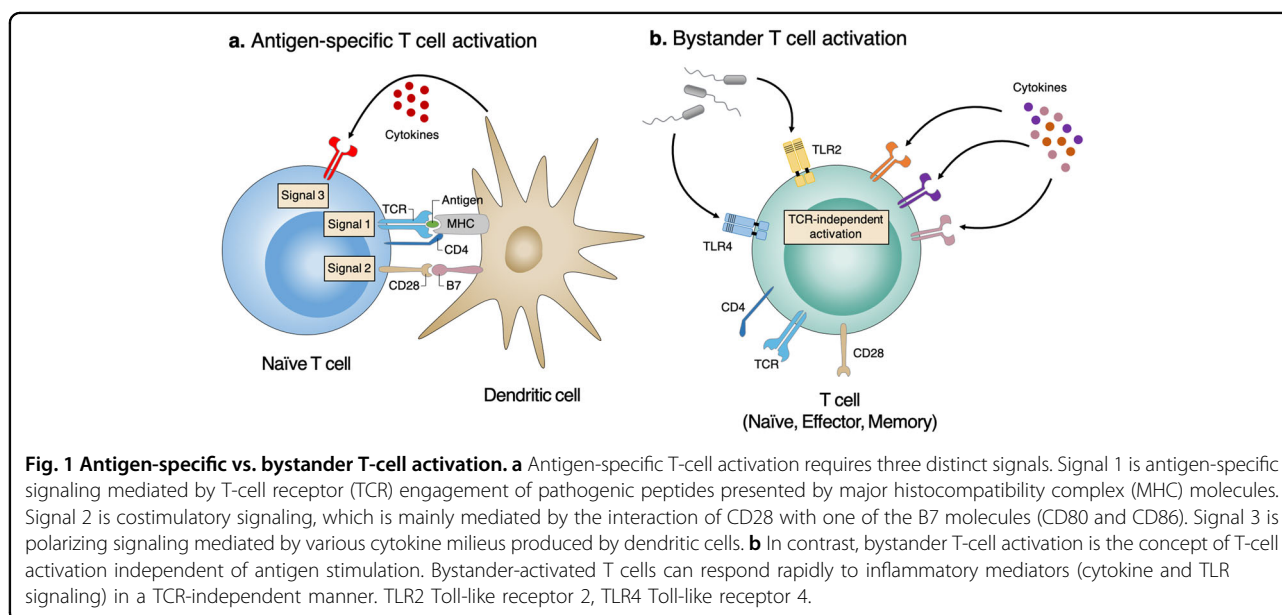 a. Antigen-specific T cell activation
Cytokines
Signal 3
TCR
Antigen
Signal 1
MHC
CD4
Signal 2
CD28
B7
Naïve T cell
Dendritic cell
b. Bystander T cell activation
Cytokines
TLR2
TLR4
TCR-independent
activation
CD4
TCR
CD28
T cell
(Naïve, Effector, Memory)
Fig. 1 Antigen-specific vs. bystander T-cell activation. a Antigen-specific T-cell activation requires three distinct signals. Signal 1 is antigen-specific
signaling mediated by T-cell receptor (TCR) engagement of pathogenic peptides presented by major histocompatibility complex (MHC) molecules.
Signal 2 is costimulatory signaling, which is mainly mediated by the interaction of CD28 with one of the B7 molecules (CD80 and CD86). Signal 3 is
polarizing signaling mediated by various cytokine milieus produced by dendritic cells. b In contrast, bystander T-cell activation is the concept of T-cell
activation independent of antigen stimulation. Bystander-activated T cells can respond rapidly to inflammatory mediators (cytokine and TLR
signaling) in a TCR-independent manner. TLR2 Toll-like receptor 2, TLR4 Toll-like receptor 4.